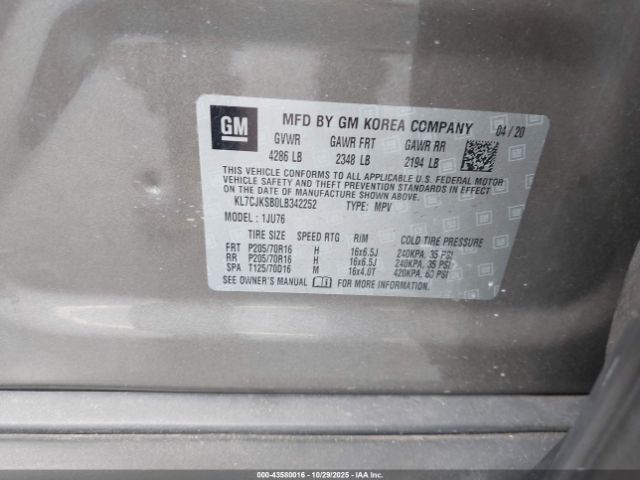 GM MFD BY GM KOREA COMPANY 04 / 20
GVWR GAWR FRT GAWR RR
4286 LB 2348 LB 2194 LB
THIS VEHICLE CONFORMS TO ALL APPLICABLE U.S. FEDERAL MOTOR
VEHICLE SAFETY AND THEFT PREVENTION STANDARDS IN EFFECT ON
THE DATE OF MANUFACTURE SHOWN ABOVE.
KL7CJKSB0LB342252 TYPE: MPV
MODEL: 1JU76
TIRE SIZE SPEED RTG RIM COLD TIRE PRESSURE
FRT P205/70R16 H 16x6.5J 240KPA, 35 PSI
RR P205/70R16 H 16x6.5J 240KPA, 35 PSI
SPA T125/70D16 M 16x4.0T 420KPA, 60 PSI
SEE OWNER'S MANUAL FOR MORE INFORMATION.
000-43580016 - 10/29/2025 - IAAI.COM